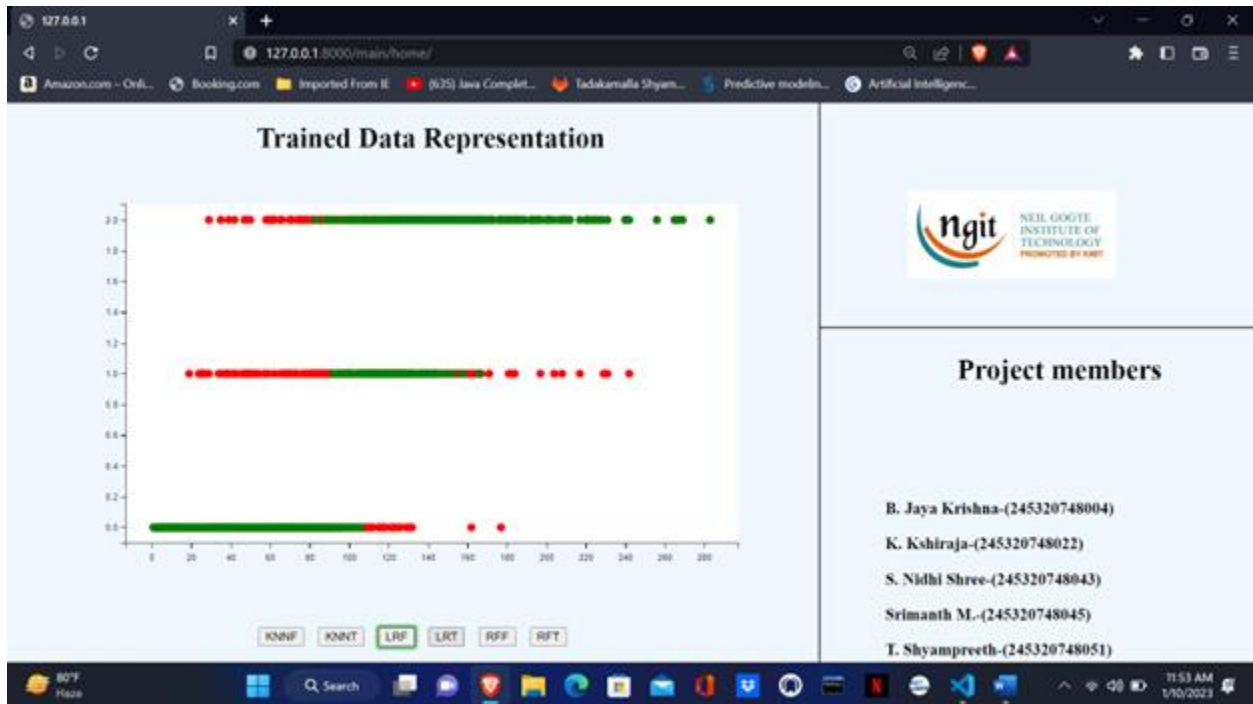 127.0.0.1
127.0.0.1:8000/main/home/
Amazon.com – Onli...
Booking.com
Imported From IE
(635) Java Complet...
Tadakamalla Shyam...
Predictive modelin...
Artificial Intelligenc...
Trained Data Representation
2.0
1.8
1.6
1.4
1.2
1.0
0.8
0.6
0.4
0.2
0.0
0 20 40 60 80 100 120 140 160 180 200 220 240 260 280
KNNF KNNT LRF LRT RFF RFT
ngit
NEIL GOGTE
INSTITUTE OF
TECHNOLOGY
PROMOTED BY KMIT
Project members
B. Jaya Krishna-(245320748004)
K. Kshiraja-(245320748022)
S. Nidhi Shree-(245320748043)
Srimanth M.-(245320748045)
T. Shyampreeth-(245320748051)
80°F
Haze
Search
11:53 AM
1/10/2023